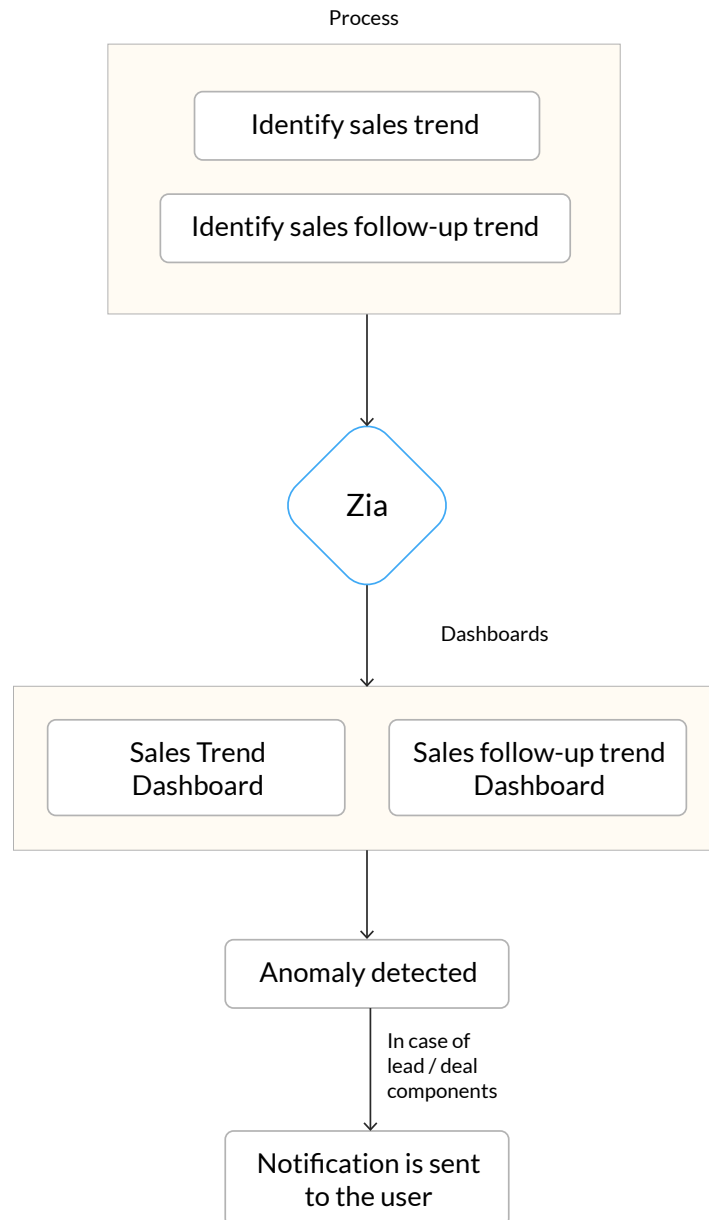 Process
Identify sales trend
Identify sales follow-up trend
Zia
Dashboards
Sales Trend
Dashboard
Sales follow-up trend
Dashboard
Anomaly detected
In case of
lead / deal
components
Notification is sent
to the user